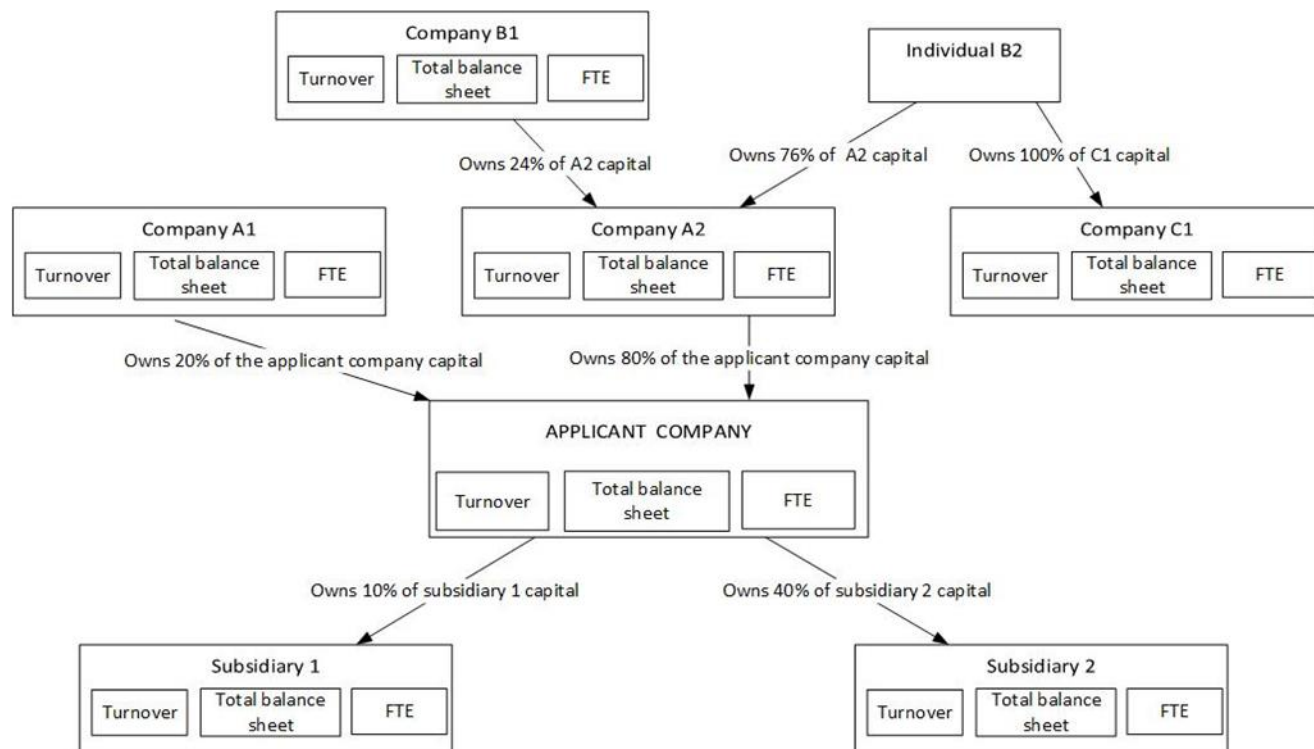 Company B1
Turnover
Total balance
sheet
FTE
Individual B2
Owns 24% of A2 capital
Owns 76% of A2 capital
Owns 100% of C1 capital
Company A1
Turnover
Total balance
sheet
FTE
Company A2
Turnover
Total balance
sheet
FTE
Company C1
Turnover
Total balance
sheet
FTE
Owns 20% of the applicant company capital
Owns 80% of the applicant company capital
APPLICANT COMPANY
Turnover
Total balance
sheet
FTE
Owns 10% of subsidiary 1 capital
Owns 40% of subsidiary 2 capital
Subsidiary 1
Turnover
Total balance
sheet
FTE
Subsidiary 2
Turnover
Total balance
sheet
FTE